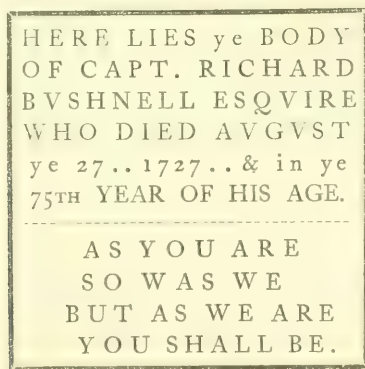 HERE LIES ye BODY
OF CAPT. RICHARD
BVSHNELL ESQVIRE
WHO DIED AVGVST
ye 27.. 1727.. & in ye
75TH YEAR OF HIS AGE.
AS YOU ARE
SO WAS WE
BUT AS WE ARE
YOU SHALL BE.